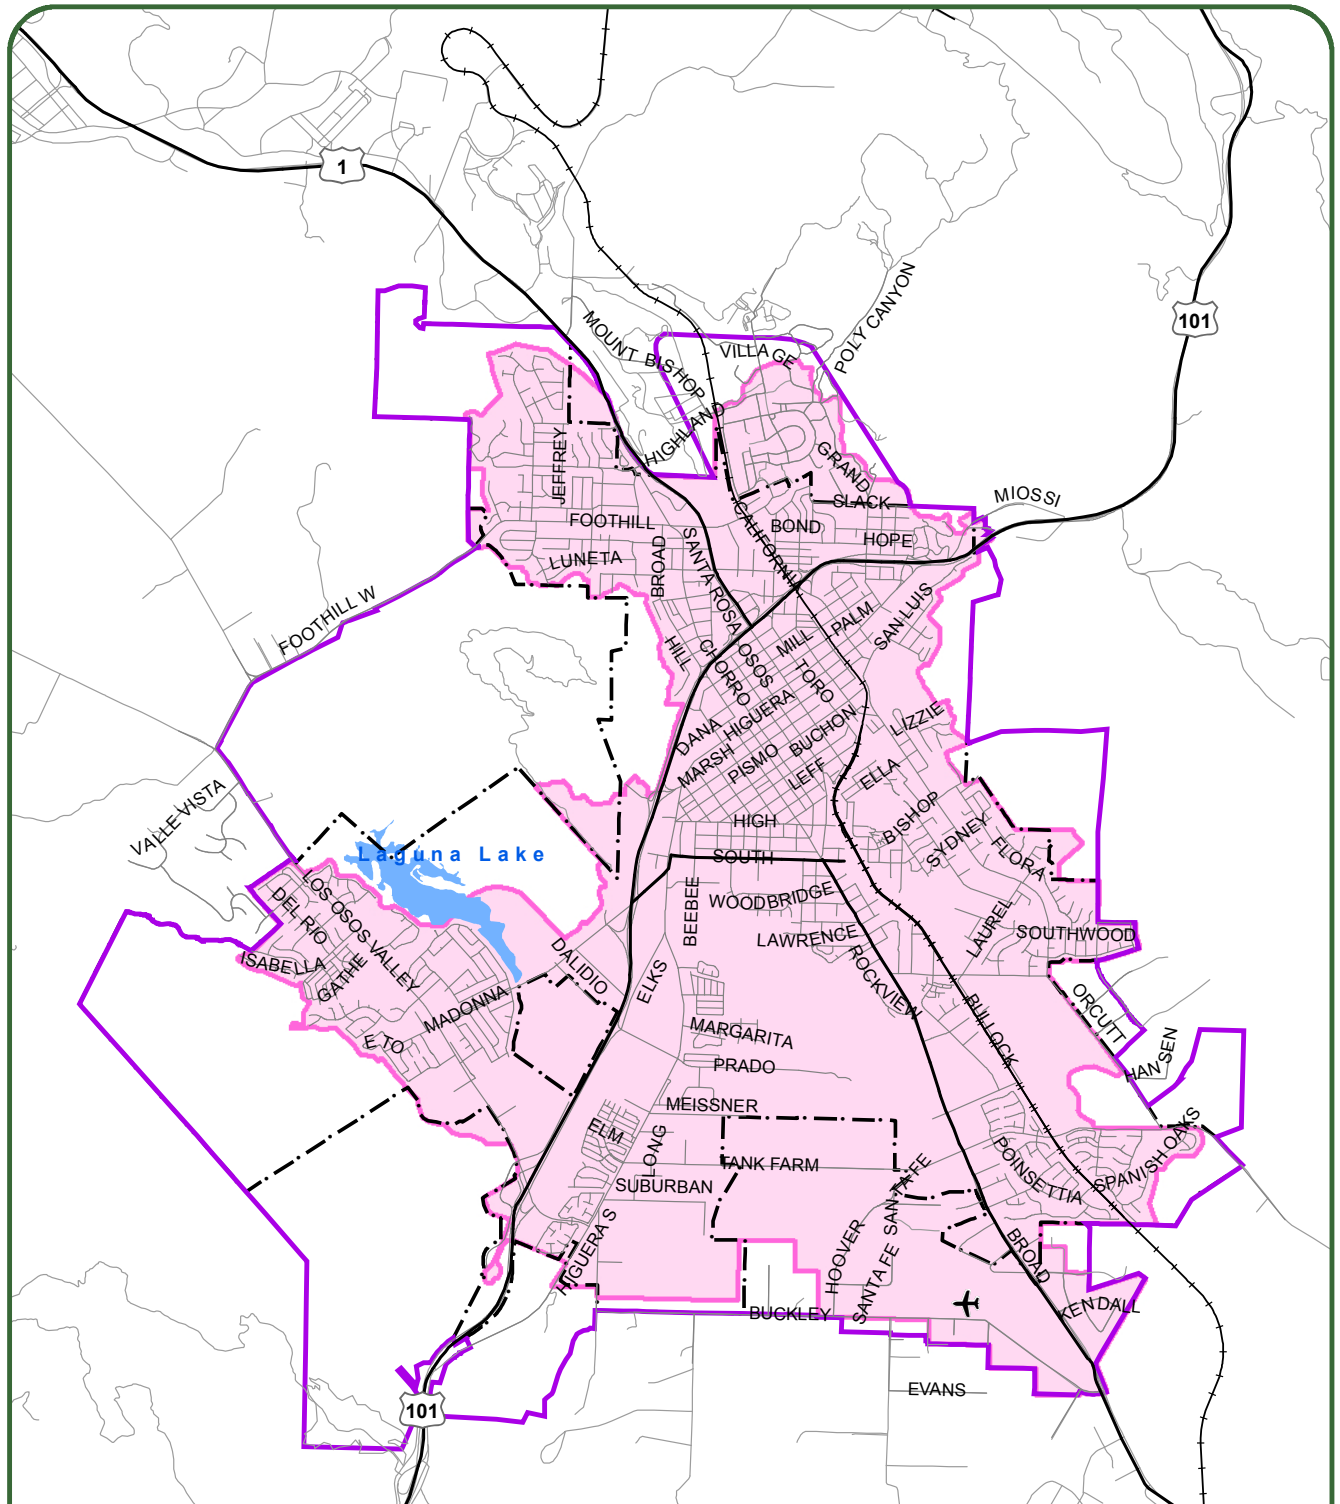 1
101
POLY CANYON
MOUNT BISHOP
VILLAGE
HIGHLAND
GRAND
JEFFREY
SLACK
MIOSSI
CALIFORNIA
FOOTHILL
BOND
HOPE
LUNETA
BROAD
SANTA ROSA
FOOTHILL W
PALM
SAN LUIS
MILL
HILL
CHORRO
OSOS
TORO
HIGUERA
DANA
BUCHON
LIZZIE
MARSH
PISMO
LEFF
ELLA
VALLE VISTA
HIGH
BISHOP
SYDNEY
Laguna Lake
SOUTH
FLORA
LOS OSOS VALLEY
DEL RIO
BEEBEE
WOODBRIDGE
LAUREL
LAWRENCE
SOUTHWOOD
ISABELLA
GATHE
DALIDIO
ELKS
ROCKVIEW
MADONNA
BULLOCK
ORCUTT
MARGARITA
E TO
HANSEN
PRADO
MEISSNER
ELM
LONG
TANK FARM
POINSETTIA
SPANISH OAKS
SUBURBAN
SANTA FE
HIGUERA S
HOOVER
SANTA FE
BROAD
BUCKLEY
KENDALL
EVANS
101